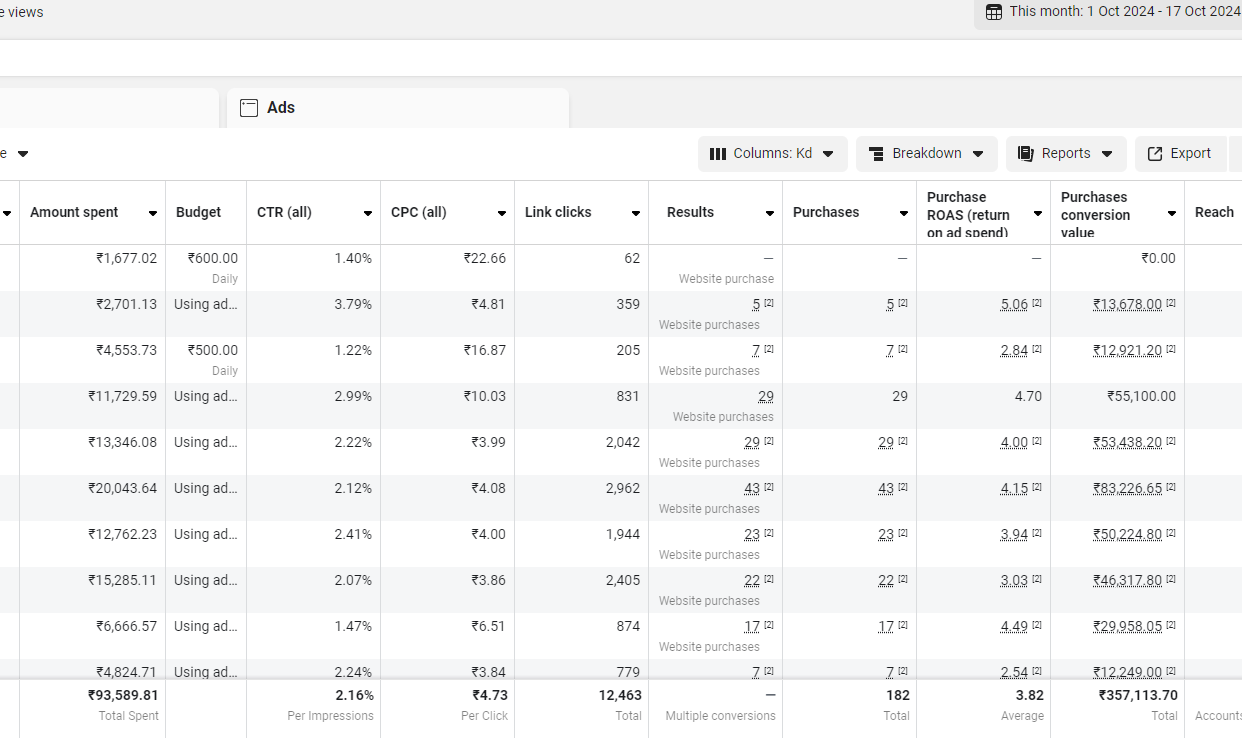 e views
This month: 1 Oct 2024 - 17 Oct 2024
Ads
e
Columns: Kd
Breakdown
Reports
Export
Amount spent
Budget
CTR (all)
CPC (all)
Link clicks
Results
Purchases
Purchase
ROAS (return
on ad spend)
Purchases
conversion
value
Reach
₹1,677.02 ₹600.00 1.40% ₹22.66 62 — — — ₹0.00
Daily Website purchase
₹2,701.13 Using ad... 3.79% ₹4.81 359 5 [2] 5 [2] 5.06 [2] ₹13,678.00 [2]
Website purchases
₹4,553.73 ₹500.00 1.22% ₹16.87 205 7 [2] 7 [2] 2.84 [2] ₹12,921.20 [2]
Daily Website purchases
₹11,729.59 Using ad... 2.99% ₹10.03 831 29 29 4.70 ₹55,100.00
Website purchases
₹13,346.08 Using ad... 2.22% ₹3.99 2,042 29 [2] 29 [2] 4.00 [2] ₹53,438.20 [2]
Website purchases
₹20,043.64 Using ad... 2.12% ₹4.08 2,962 43 [2] 43 [2] 4.15 [2] ₹83,226.65 [2]
Website purchases
₹12,762.23 Using ad... 2.41% ₹4.00 1,944 23 [2] 23 [2] 3.94 [2] ₹50,224.80 [2]
Website purchases
₹15,285.11 Using ad... 2.07% ₹3.86 2,405 22 [2] 22 [2] 3.03 [2] ₹46,317.80 [2]
Website purchases
₹6,666.57 Using ad... 1.47% ₹6.51 874 17 [2] 17 [2] 4.49 [2] ₹29,958.05 [2]
Website purchases
₹4,824.71 Using ad... 2.24% ₹3.84 779 7 [2] 7 [2] 2.54 [2] ₹12,249.00 [2]
₹93,589.81 2.16% ₹4.73 12,463 — 182 3.82 ₹357,113.70
Total Spent Per Impressions Per Click Total Multiple conversions Total Average Total Accounts